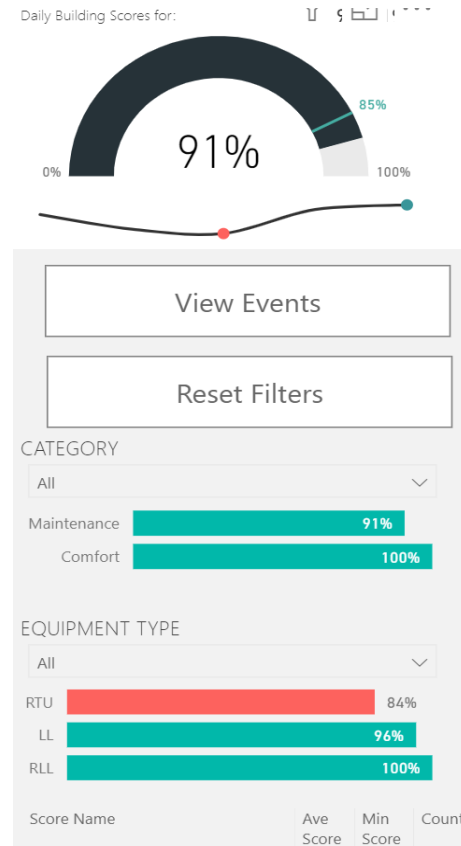 Daily Building Scores for:
85%
91%
0%
100%
View Events
Reset Filters
CATEGORY
All
Maintenance 91%
Comfort 100%
EQUIPMENT TYPE
All
RTU 84%
LL 96%
RLL 100%
Score Name Ave Min Count
Score Score